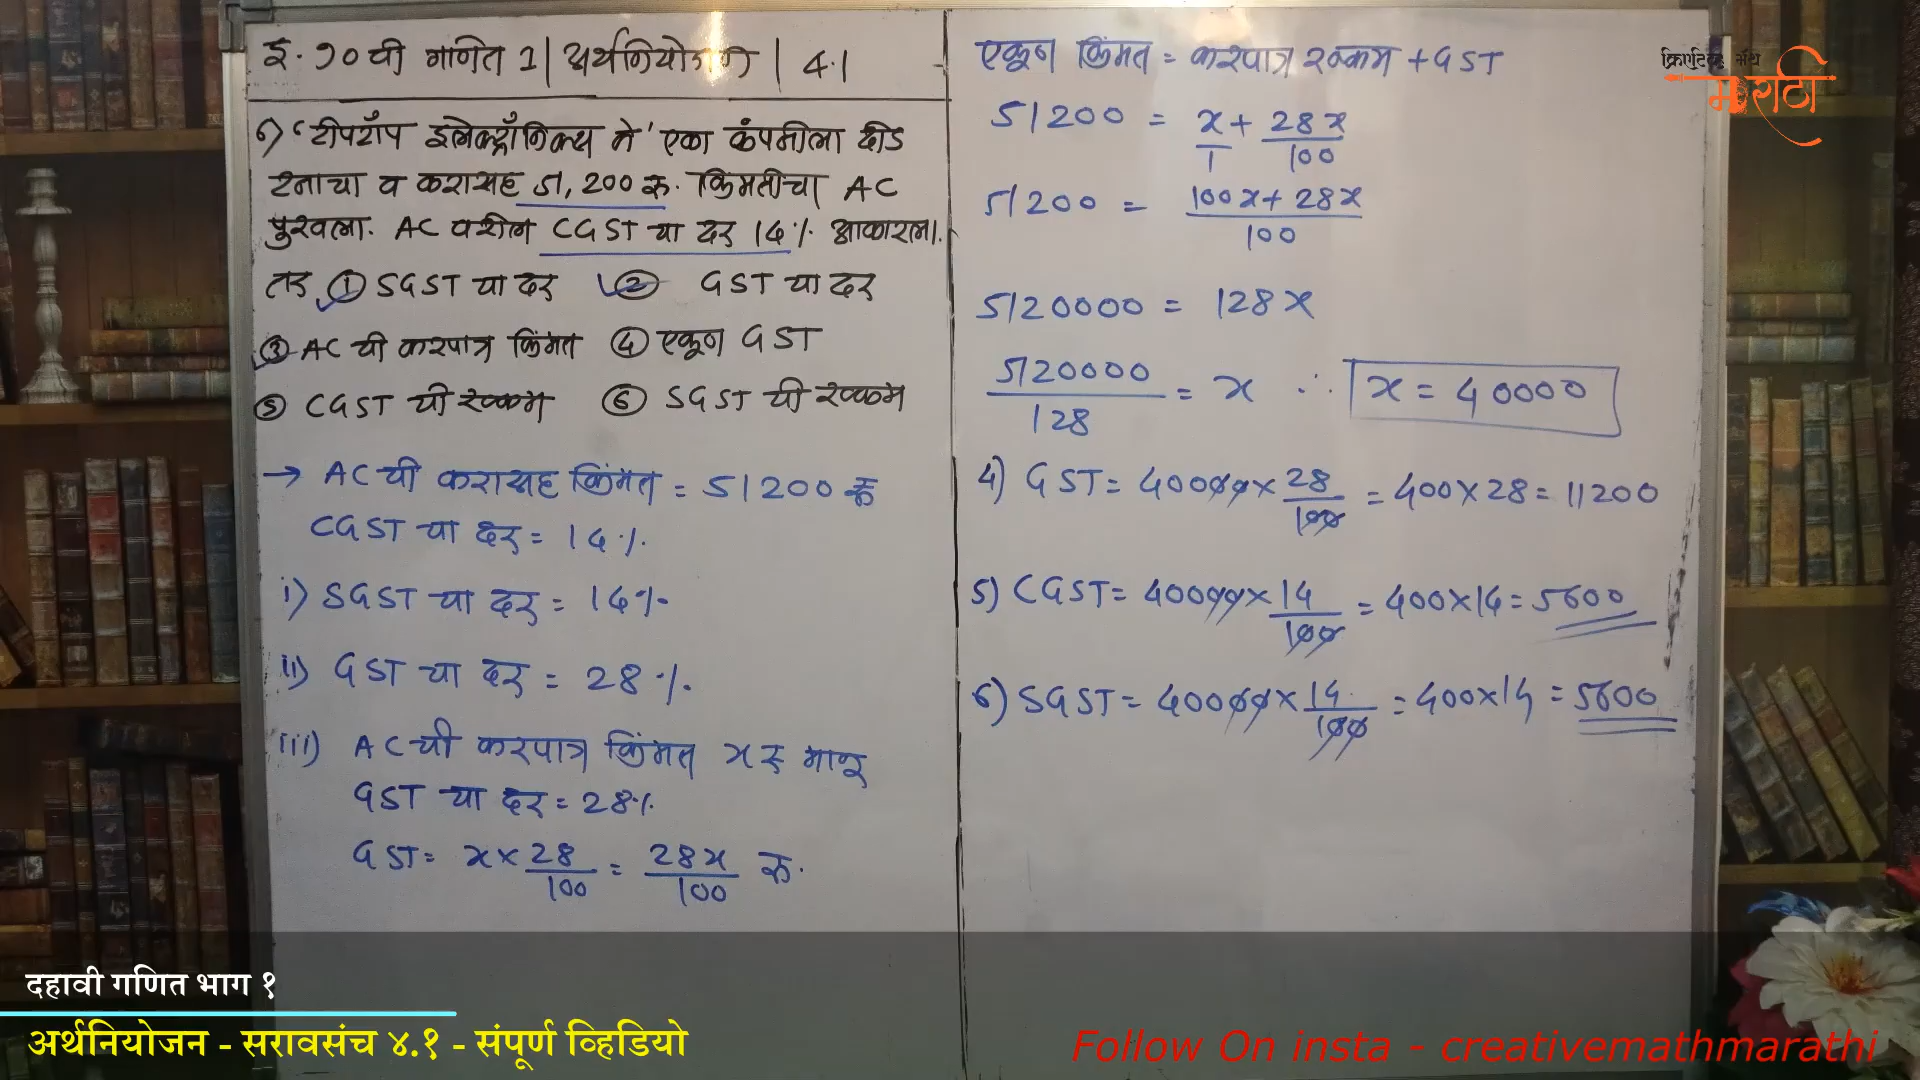 इ. १० वी गणित 1 | अर्थनियोजन | 4.1
६) 'टीपटॉप इलेक्ट्रॉनिक्स ने' एका कंपनीला दीड
टनाचा व करासह 51,200 रू. किंमतीचा AC
पुरवला. AC वरील CGST चा दर 14 % आकारला.
तर ① SGST चा दर ② GST चा दर
③ AC ची करपात्र किंमत ④ एकूण GST
⑤ CGST ची रक्कम ⑥ SGST ची रक्कम
→ AC ची करासह किंमत = 51200 रू
CGST चा दर = 14 %.
i) SGST चा दर = 14 %
ii) GST चा दर = 28 %.
iii) AC ची करपात्र किंमत x रु मानू
GST चा दर = 28 %.
GST = x × 28/100 = 28x/100 रू.
एकूण किंमत = करपात्र रक्कम + GST
51200 = x/1 + 28x/100
51200 = 100x + 28x/100
5120000 = 128x
5120000/128 = x ∴ x = 40000
4) GST = 40000 × 28/100 = 400 × 28 = 11200
5) CGST = 40000 × 14/100 = 400 × 14 = 5600
6) SGST = 40000 × 14/100 = 400 × 14 = 5600
क्रिएटिव्ह मॅथ
मराठी
दहावी गणित भाग १
अर्थनियोजन - सरावसंच ४.१ - संपूर्ण व्हिडियो
Follow On insta - creativemathmarathi